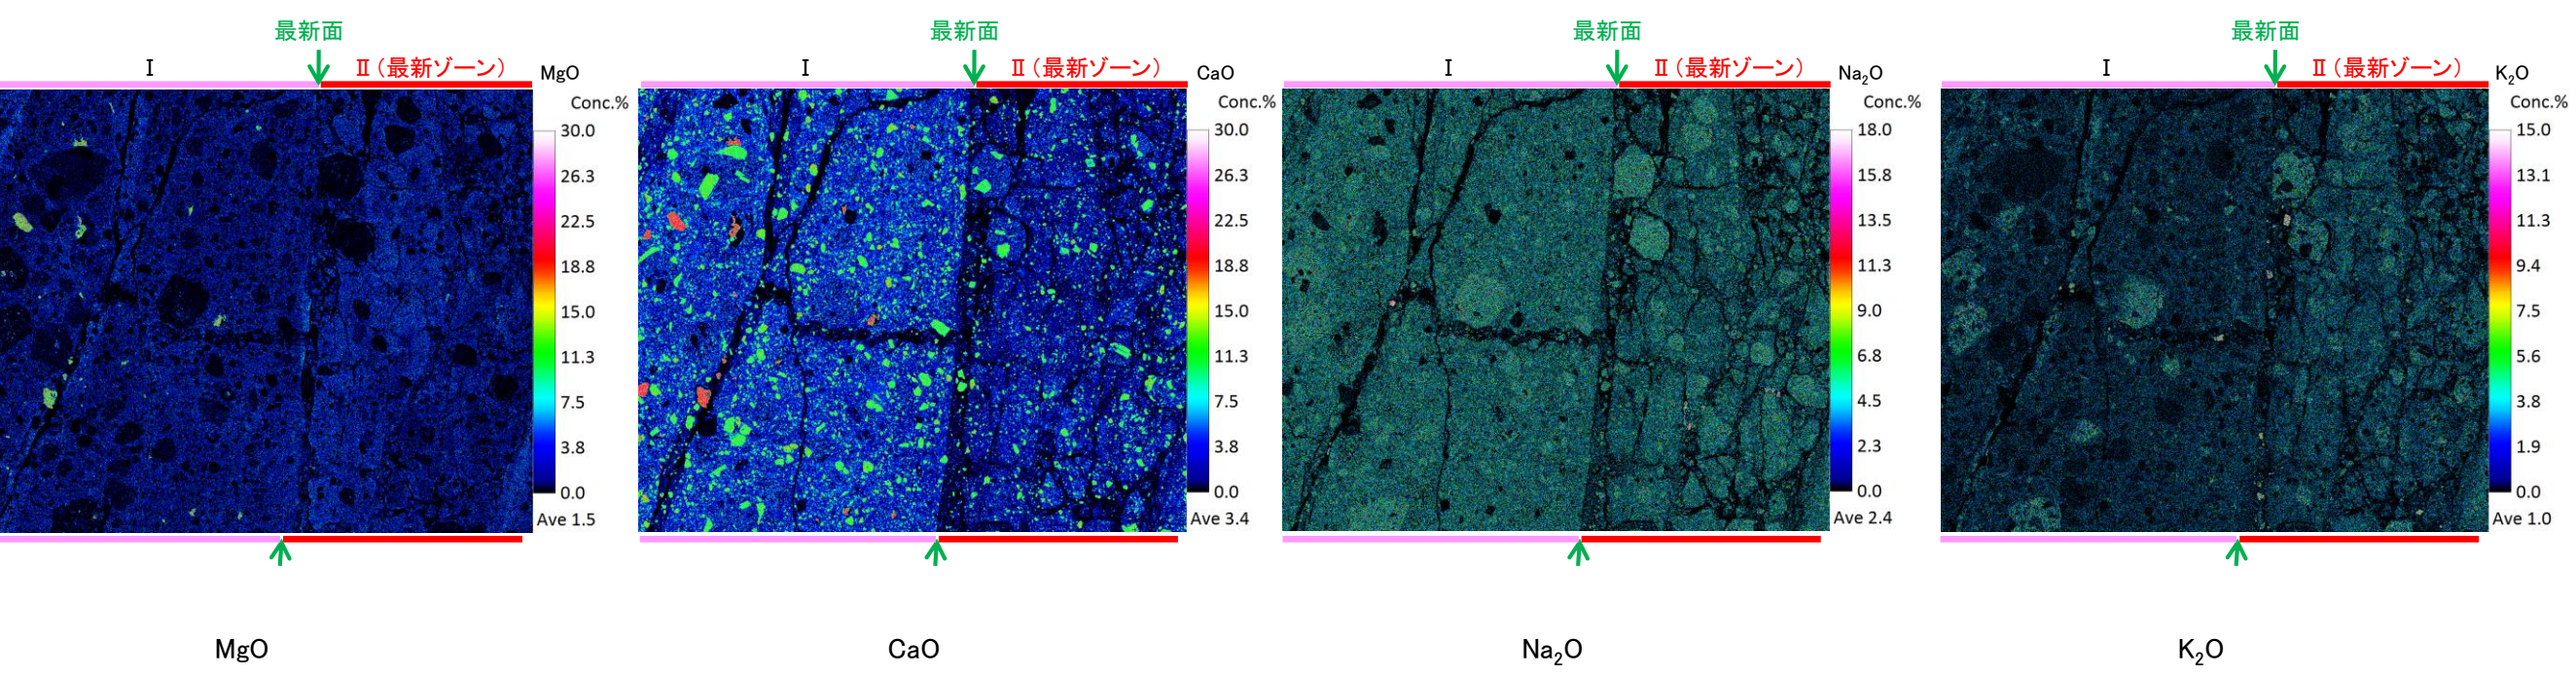 最新面
Ⅰ
Ⅱ（最新ゾーン）
MgO
Conc.%
30.0
26.3
22.5
18.8
15.0
11.3
7.5
3.8
0.0
Ave 1.5
MgO
最新面
Ⅰ
Ⅱ（最新ゾーン）
CaO
Conc.%
30.0
26.3
22.5
18.8
15.0
11.3
7.5
3.8
0.0
Ave 3.4
CaO
最新面
Ⅰ
Ⅱ（最新ゾーン）
Na₂O
Conc.%
18.0
15.8
13.5
11.3
9.0
6.8
4.5
2.3
0.0
Ave 2.4
Na₂O
最新面
Ⅰ
Ⅱ（最新ゾーン）
K₂O
Conc.%
15.0
13.1
11.3
9.4
7.5
5.6
3.8
1.9
0.0
Ave 1.0
K₂O